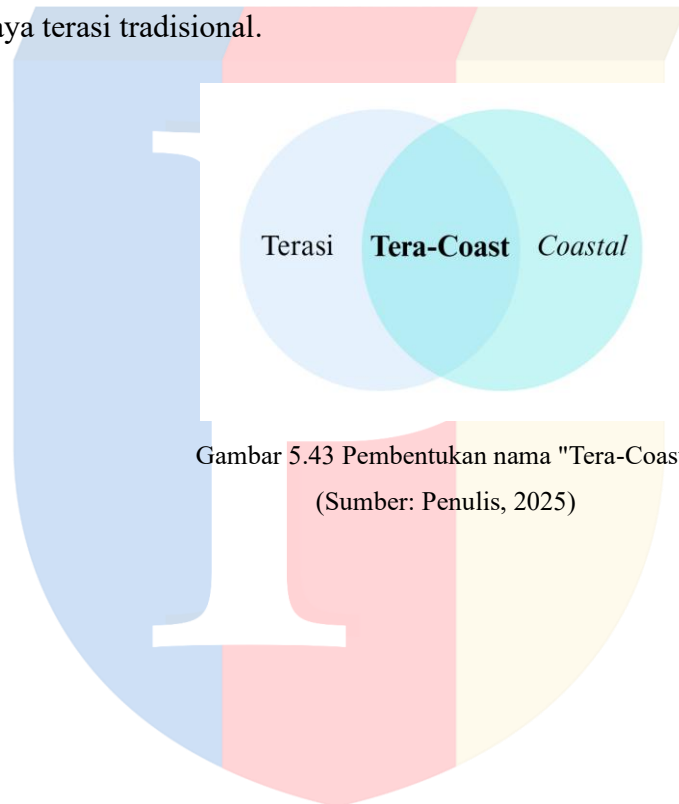 aya terasi tradisional.
Terasi Tera-Coast Coastal
Gambar 5.43 Pembentukan nama "Tera-Coas
(Sumber: Penulis, 2025)